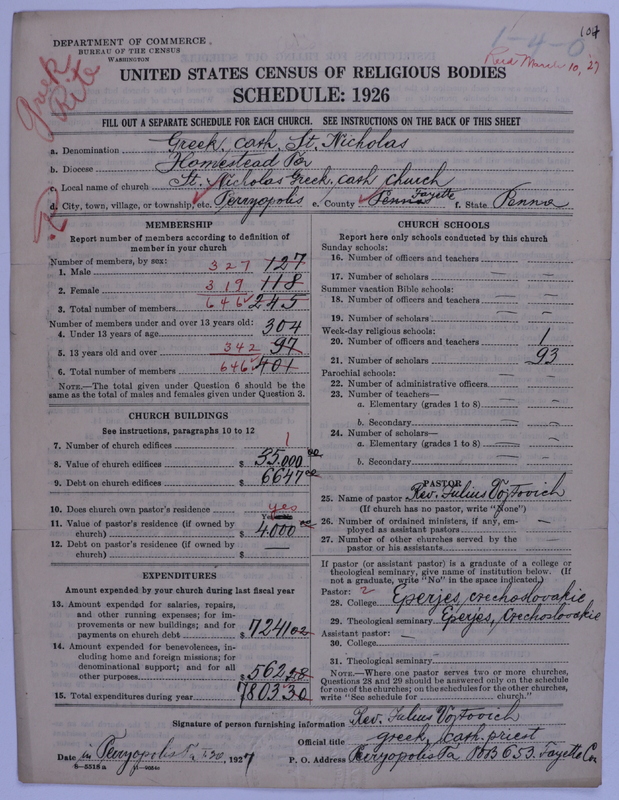 DEPARTMENT OF COMMERCE
BUREAU OF THE CENSUS
WASHINGTON
1-4-0
Recd March 10, 27
Greek Rite
UNITED STATES CENSUS OF RELIGIOUS BODIES
SCHEDULE: 1926
FILL OUT A SEPARATE SCHEDULE FOR EACH CHURCH. SEE INSTRUCTIONS ON THE BACK OF THIS SHEET
a. Denomination Greek, Cath. St. Nicholas
b. Diocese Homestead Pa
c. Local name of church St. Nicholas Greek, Cath church
d. City, town, village, or township, etc. Perryopolis e. County Penna Fayette f. State Penna
MEMBERSHIP
Report number of members according to definition of member in your church
Number of members, by sex:
1. Male 327 127
2. Female 319 118
3. Total number of members 646 245
Number of members under and over 13 years old:
4. Under 13 years of age 304
5. 13 years old and over 342 97
6. Total number of members 646 401
NOTE.—The total given under Question 6 should be the same as the total of males and females given under Question 3.
CHURCH BUILDINGS
See instructions, paragraphs 10 to 12
7. Number of church edifices 1
8. Value of church edifices $ 35.000 00
9. Debt on church edifices $ 6647 00
10. Does church own pastor's residence yes
11. Value of pastor's residence (if owned by church) $ 4.000 00
12. Debt on pastor's residence (if owned by church) $ —
EXPENDITURES
Amount expended by your church during last fiscal year
13. Amount expended for salaries, repairs, and other running expenses; for improvements or new buildings; and for payments on church debt $ 7241 02
14. Amount expended for benevolences, including home and foreign missions; for denominational support; and for all other purposes $ 562 28
15. Total expenditures during year $ 7803.30
CHURCH SCHOOLS
Report here only schools conducted by this church
Sunday schools:
16. Number of officers and teachers — —
17. Number of scholars — —
Summer vacation Bible schools:
18. Number of officers and teachers — —
19. Number of scholars — —
Week-day religious schools:
20. Number of officers and teachers 1
21. Number of scholars 93
Parochial schools:
22. Number of administrative officers — —
23. Number of teachers—
a. Elementary (grades 1 to 8) — —
b. Secondary — —
24. Number of scholars—
a. Elementary (grades 1 to 8) — —
b. Secondary — —
PASTOR
25. Name of pastor Rev. Julius Vojtovich
(If church has no pastor, write "None")
26. Number of ordained ministers, if any, employed as assistant pastors —
27. Number of other churches served by the pastor or his assistants —
If pastor (or assistant pastor) is a graduate of a college or theological seminary, give name of institution below. (If not a graduate, write "No" in the space indicated.)
Pastor: 2
28. College Eperjes, czechoslovakie
29. Theological seminary Eperjes, Czechoslovakie
Assistant pastor: —
30. College
31. Theological seminary
NOTE.—Where one pastor serves two or more churches, Questions 28 and 29 should be answered only on the schedule for one of the churches; on the schedules for the other churches, write "See schedule for ______ church."
Signature of person furnishing information Rev. Julius Vojtovich
Official title greek, cath. priest
Date in Perryopolis, 1927 P. O. Address Perryopolis Pa POB 653. Fayette Co.
8-5518 a